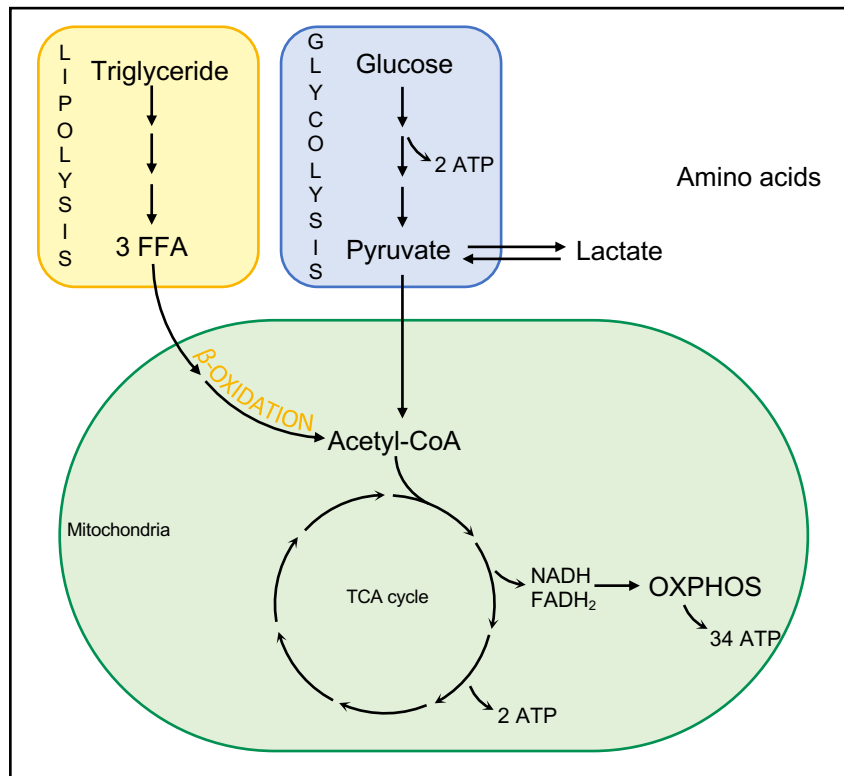 LIPOLYSIS
Triglyceride
3 FFA
GLYCOLYSIS
Glucose
2 ATP
Pyruvate
Lactate
Amino acids
β-OXIDATION
Acetyl-CoA
Mitochondria
TCA cycle
NADH
FADH₂
OXPHOS
34 ATP
2 ATP